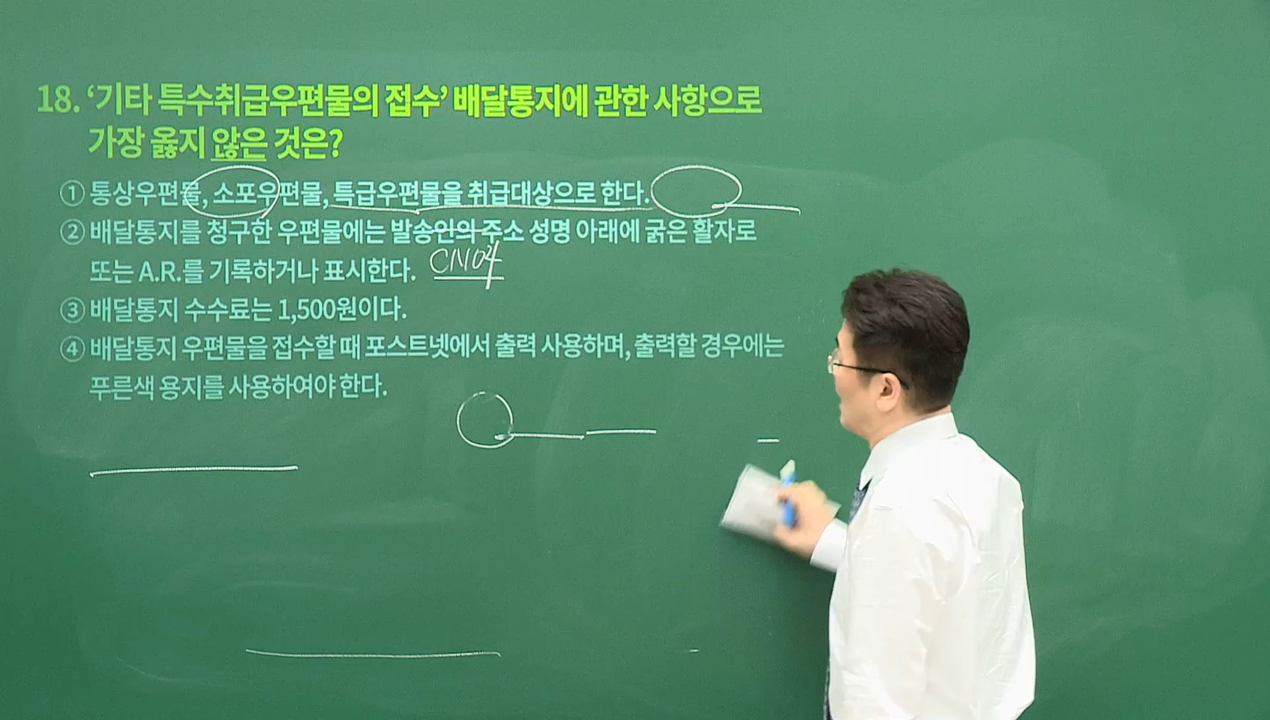 18. ‘기타 특수취급우편물의 접수’ 배달통지에 관한 사항으로
가장 옳지 않은 것은?
① 통상우편물, 소포우편물, 특급우편물을 취급대상으로 한다.
② 배달통지를 청구한 우편물에는 발송인의 주소 성명 아래에 굵은 활자로
또는 A.R.를 기록하거나 표시한다.
CN04
③ 배달통지 수수료는 1,500원이다.
④ 배달통지 우편물을 접수할 때 포스트넷에서 출력 사용하며, 출력할 경우에는
푸른색 용지를 사용하여야 한다.